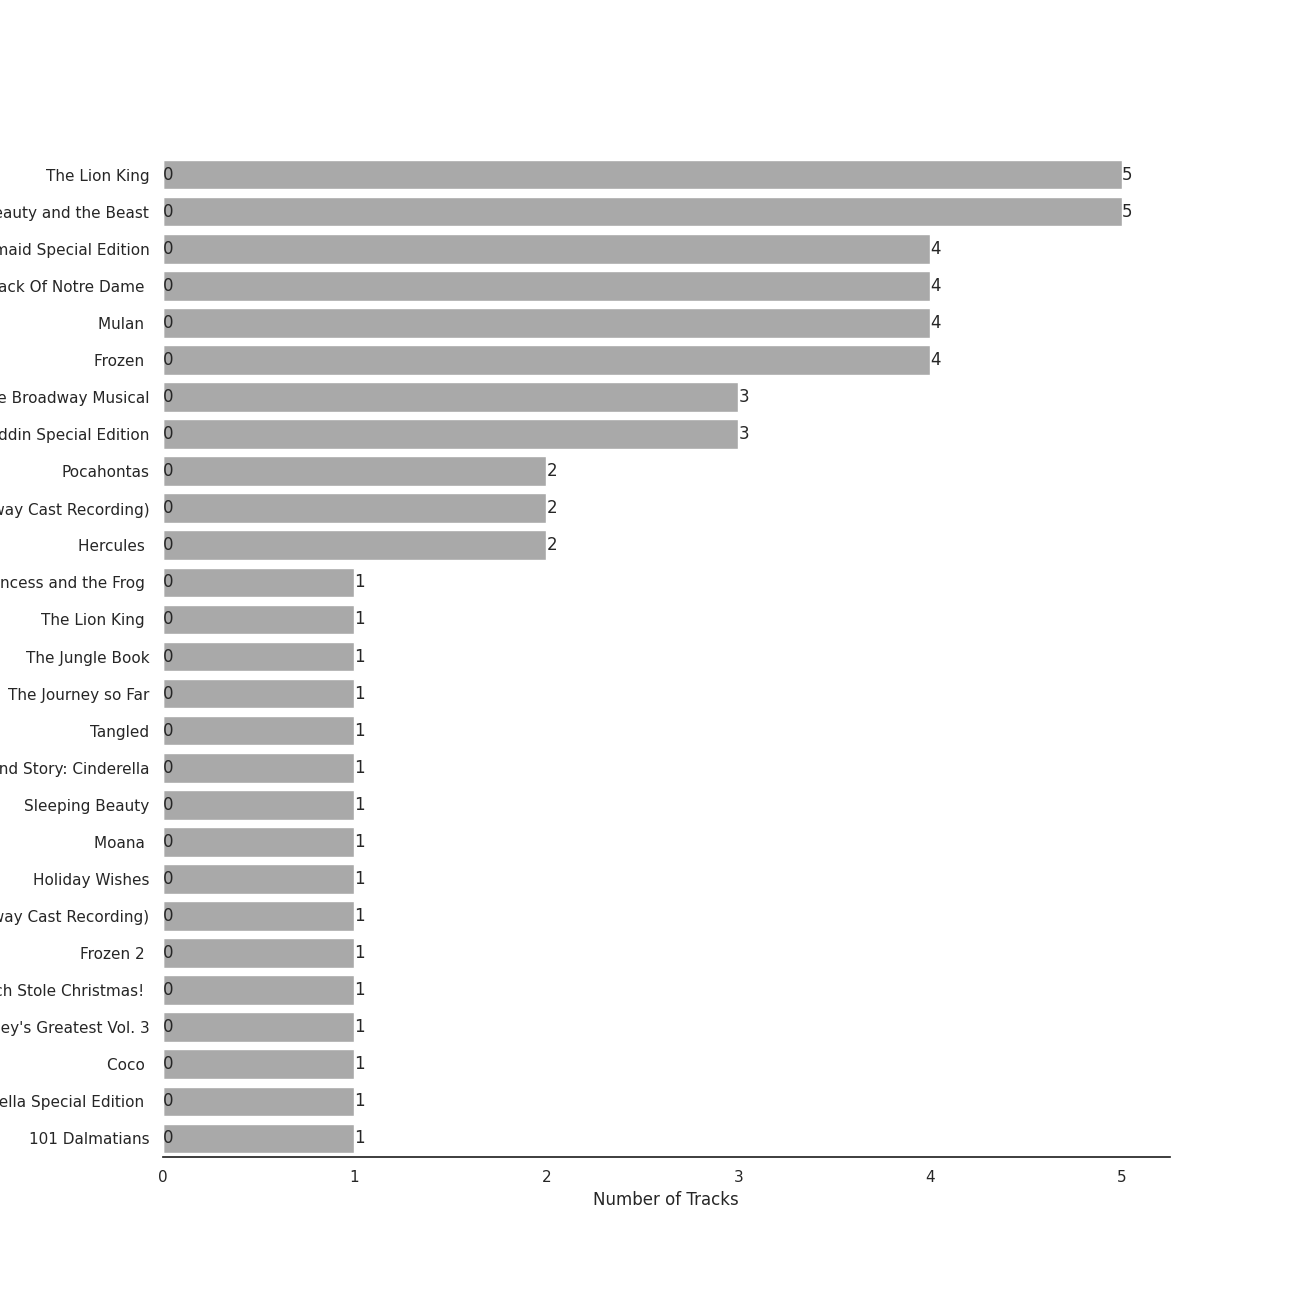 The Lion King 0 5
eauty and the Beast 0 5
maid Special Edition 0 4
ack Of Notre Dame 0 4
Mulan 0 4
Frozen 0 4
e Broadway Musical 0 3
ddin Special Edition 0 3
Pocahontas 0 2
way Cast Recording) 0 2
Hercules 0 2
ncess and the Frog 0 1
The Lion King 0 1
The Jungle Book 0 1
The Journey so Far 0 1
Tangled 0 1
nd Story: Cinderella 0 1
Sleeping Beauty 0 1
Moana 0 1
Holiday Wishes 0 1
way Cast Recording) 0 1
Frozen 2 0 1
ch Stole Christmas! 0 1
ey's Greatest Vol. 3 0 1
Coco 0 1
ella Special Edition 0 1
101 Dalmatians 0 1
0 1 2 3 4 5
Number of Tracks